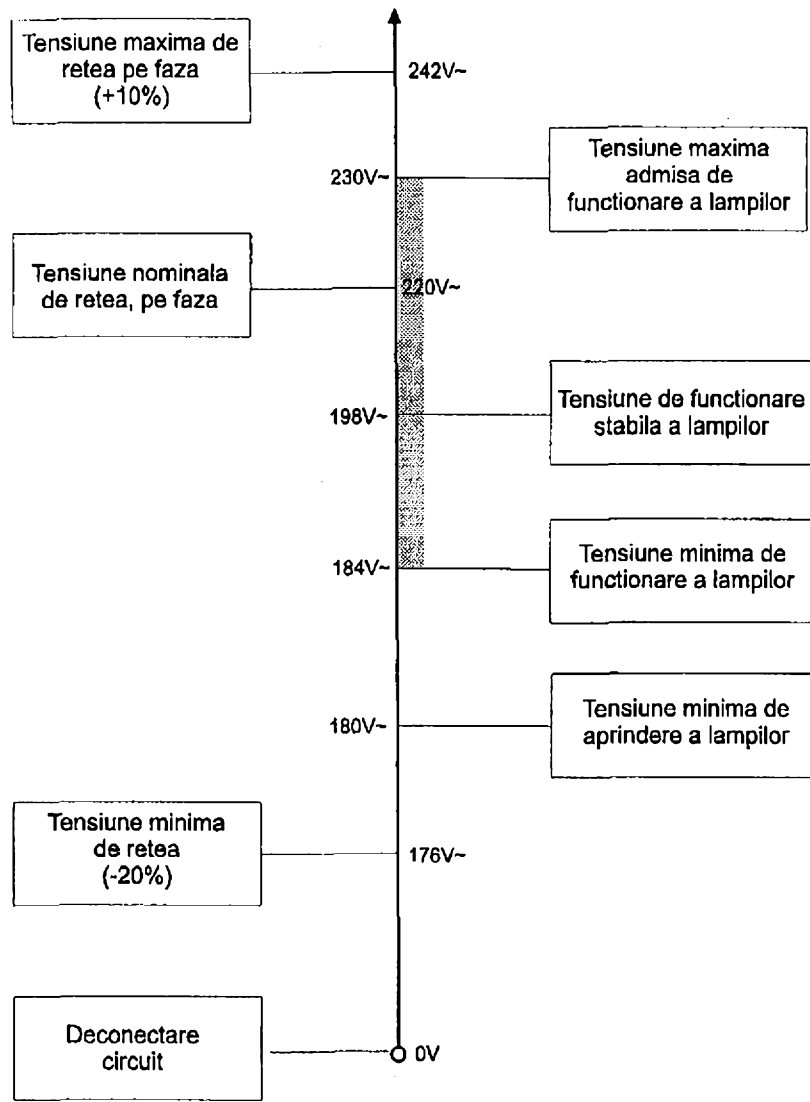 Tensiune maxima de
retea pe faza
(+10%)
242V~
Tensiune maxima
admisa de
functionare a lampilor
230V~
Tensiune nominala
de retea, pe faza
220V~
Tensiune de functionare
stabila a lampilor
198V~
Tensiune minima de
functionare a lampilor
184V~
Tensiune minima de
aprindere a lampilor
180V~
Tensiune minima
de retea
(-20%)
176V~
Deconectare
circuit
0V